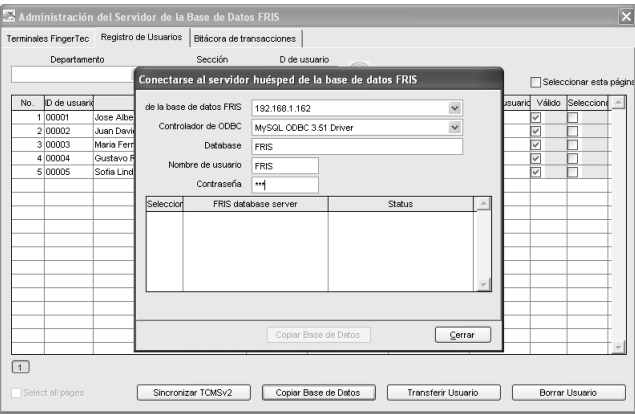 Administración del Servidor de la Base de Datos FRIS
Terminales FingerTec Registro de Usuarios Bitácora de transacciones
Departamento Sección D de usuario
Seleccionar esta página
Conectarse al servidor huésped de la base de datos FRIS
de la base de datos FRIS 192.168.1.162
Controlador de ODBC MySQL ODBC 3.51 Driver
Database FRIS
Nombre de usuario FRIS
Contraseña ***
Seleccion FRIS database server Status
Copiar Base de Datos Cerrar
No. ID de usuario usuario Válido Selecciona
1 00001 Jose Albe
2 00002 Juan Davi
3 00003 Maria Fern
4 00004 Gustavo R
5 00005 Sofia Lind
1
Select all pages Sincronizar TCMSv2 Copiar Base de Datos Transferir Usuario Borrar Usuario